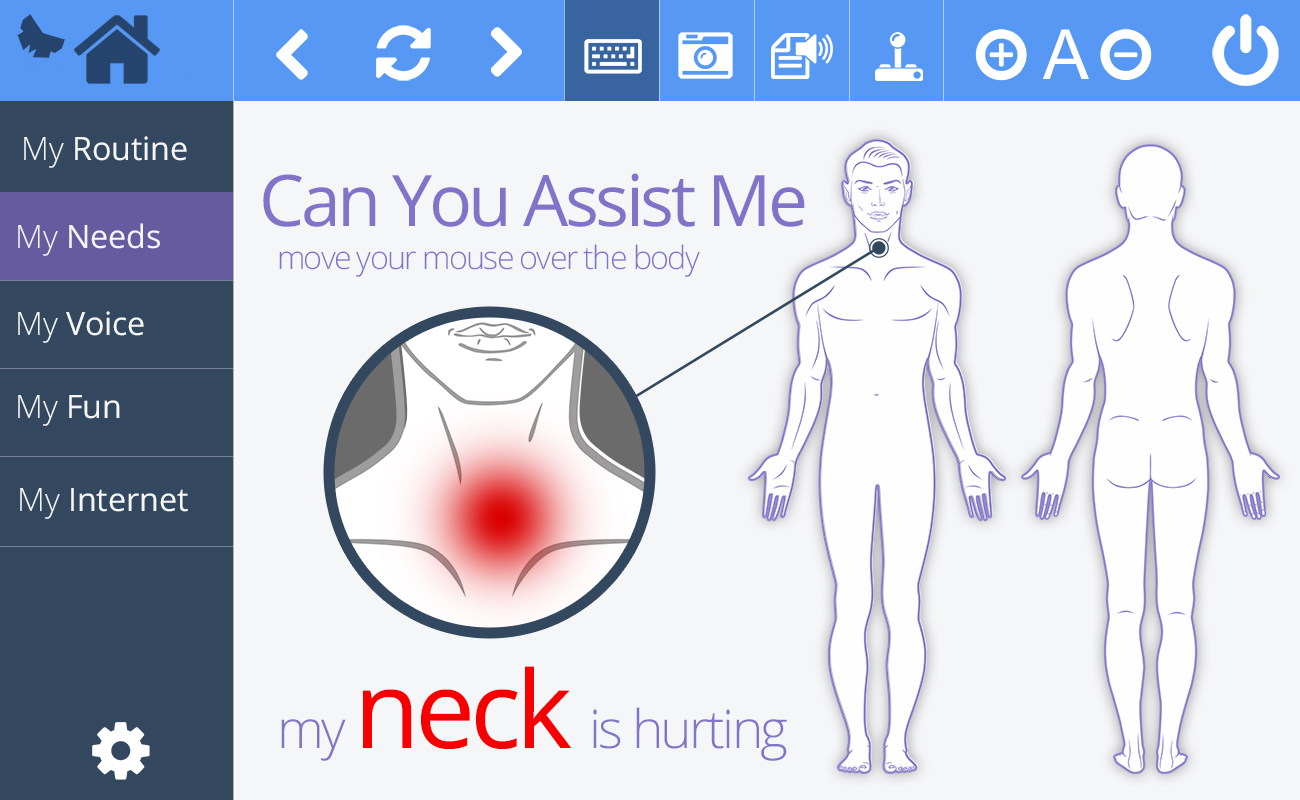 A
My Routine
My Needs
My Voice
My Fun
My Internet
Can You Assist Me
move your mouse over the body
my neck is hurting